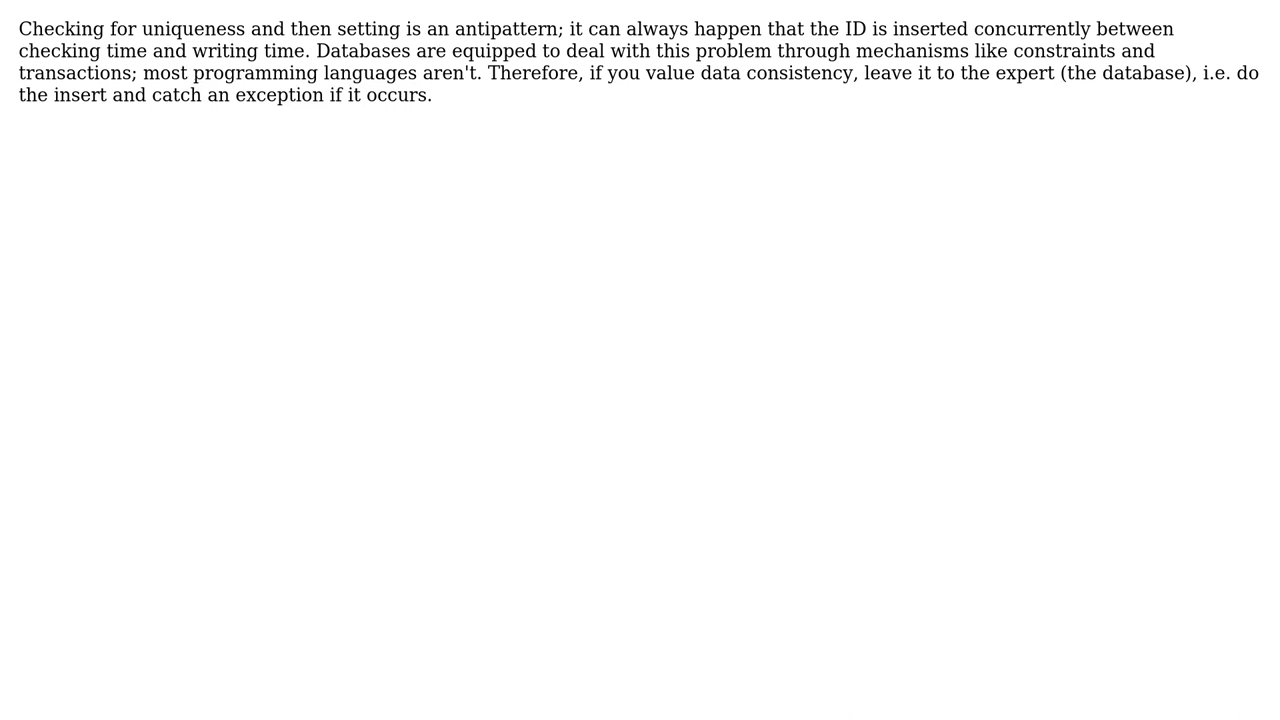 Checking for uniqueness and then setting is an antipattern; it can always happen that the ID is inserted concurrently between
checking time and writing time. Databases are equipped to deal with this problem through mechanisms like constraints and
transactions; most programming languages aren't. Therefore, if you value data consistency, leave it to the expert (the database), i.e. do
the insert and catch an exception if it occurs.